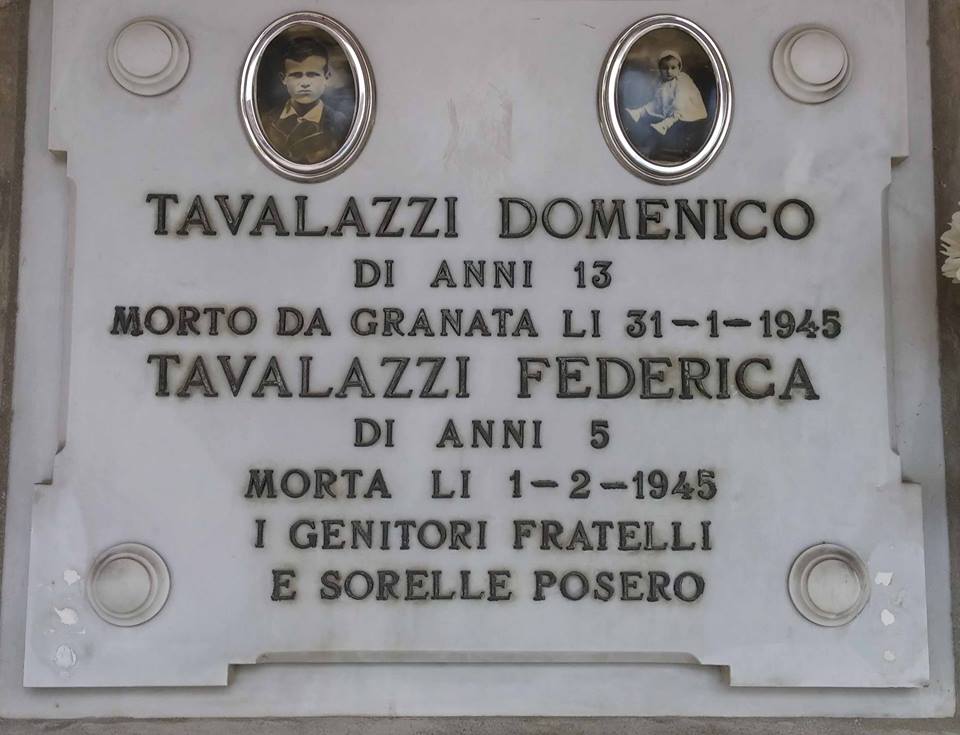 TAVALAZZI DOMENICO
DI ANNI 13
MORTO DA GRANATA LI 31-1-1945
TAVALAZZI FEDERICA
DI ANNI 5
MORTA LI 1-2-1945
I GENITORI FRATELLI
E SORELLE POSERO